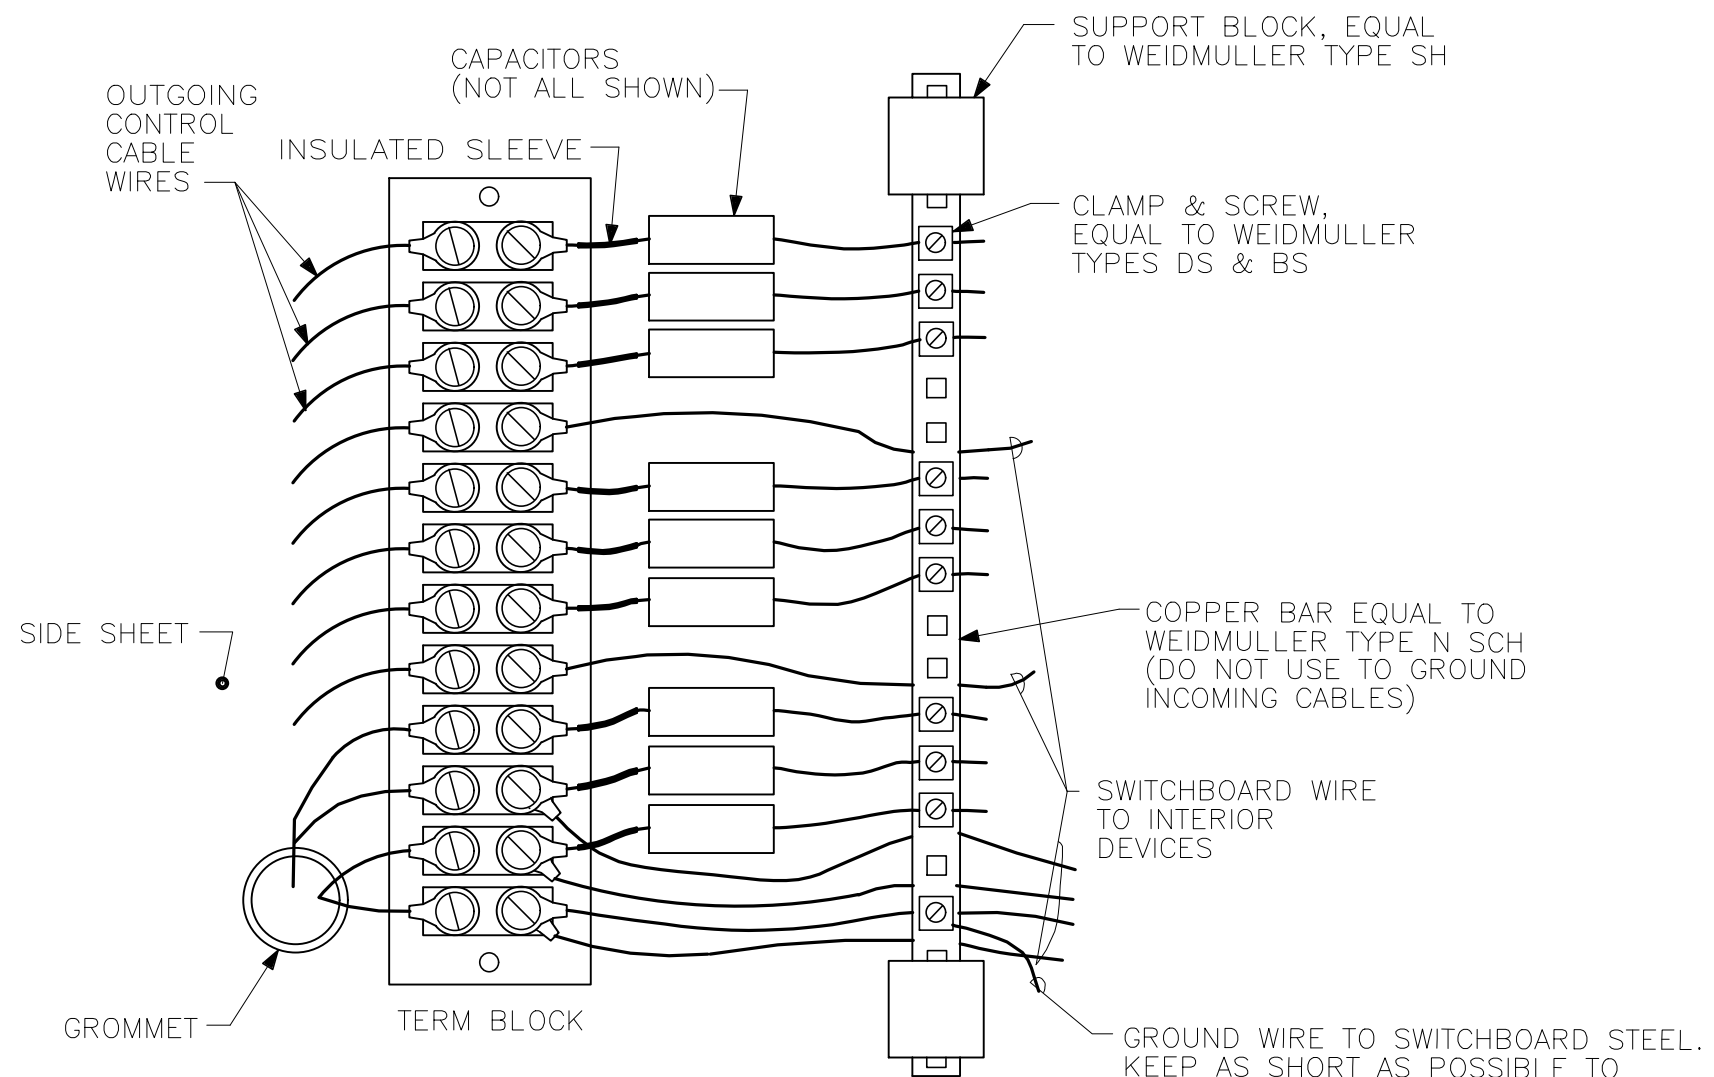 SUPPORT BLOCK, EQUAL
TO WEIDMULLER TYPE SH
CAPACITORS
(NOT ALL SHOWN)
OUTGOING
CONTROL
CABLE
WIRES
INSULATED SLEEVE
CLAMP & SCREW,
EQUAL TO WEIDMULLER
TYPES DS & BS
SIDE SHEET
COPPER BAR EQUAL TO
WEIDMULLER TYPE N SCH
(DO NOT USE TO GROUND
INCOMING CABLES)
SWITCHBOARD WIRE
TO INTERIOR
DEVICES
GROMMET
TERM BLOCK
GROUND WIRE TO SWITCHBOARD STEEL.
KEEP AS SHORT AS POSSIBLE TO